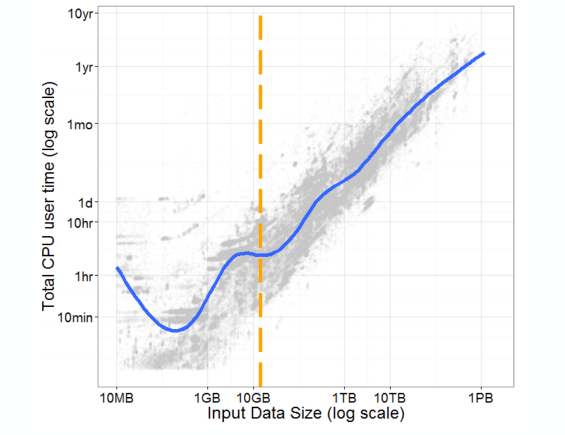 Total CPU user time (log scale)
10yr
1yr
1mo
1d
10hr
1hr
10min
10MB 1GB 10GB 1TB 10TB 1PB
Input Data Size (log scale)